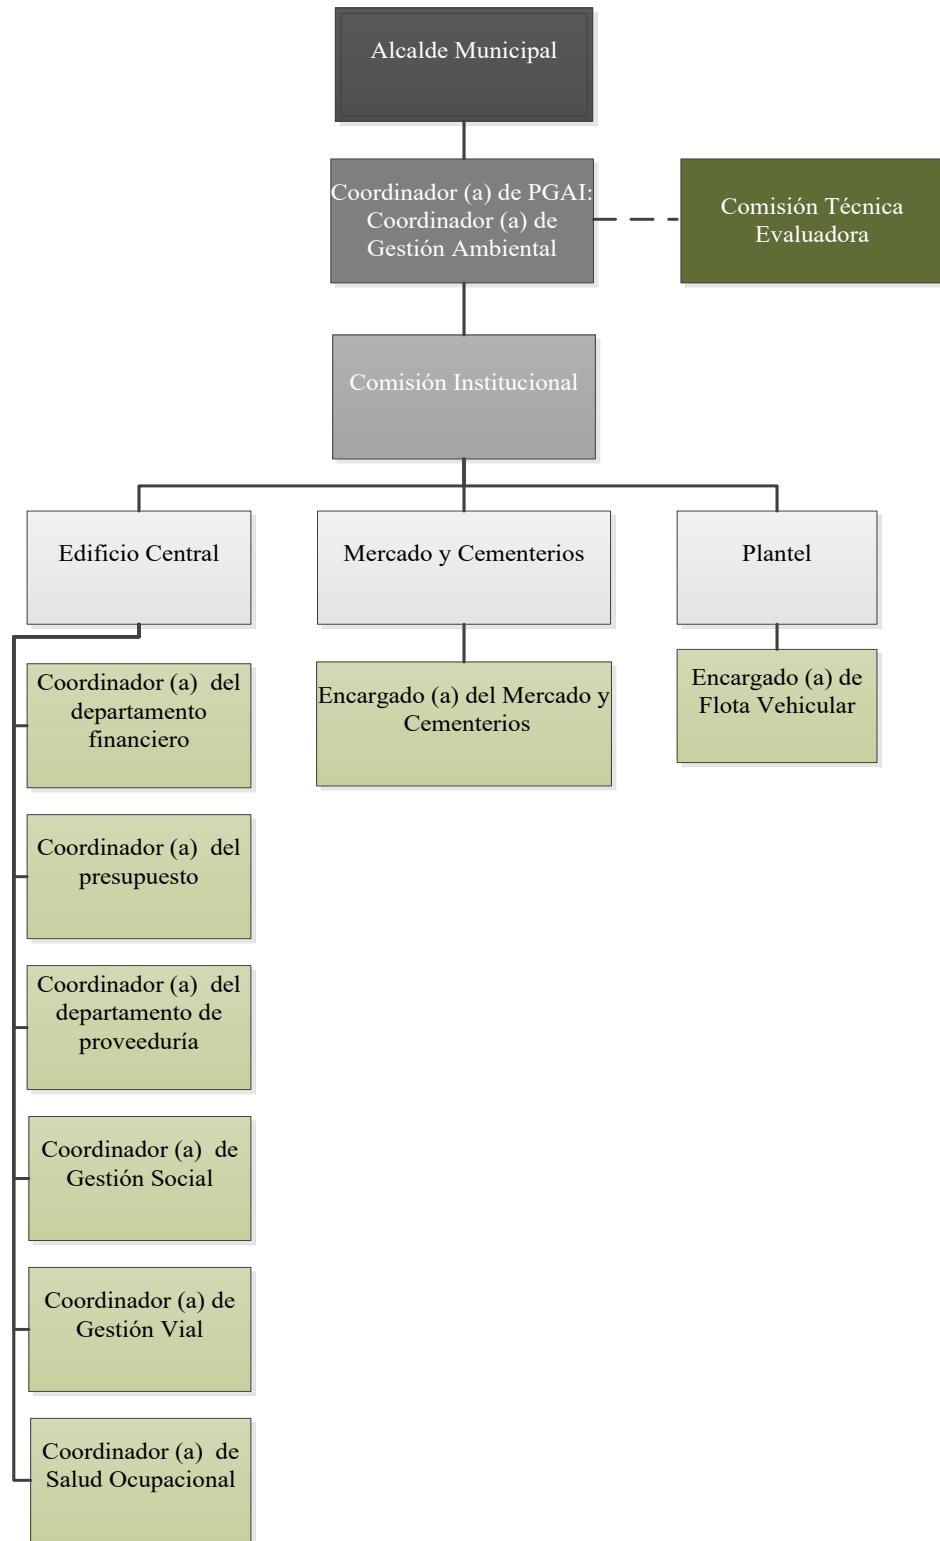 Alcalde Municipal
Coordinador (a) de PGAI:
Coordinador (a) de
Gestión Ambiental
Comisión Técnica
Evaluadora
Comisión Institucional
Edificio Central
Mercado y Cementerios
Plantel
Coordinador (a)  del
departamento
financiero
Encargado (a) del Mercado y
Cementerios
Encargado (a) de
Flota Vehicular
Coordinador (a)  del
presupuesto
Coordinador (a)  del
departamento de
proveeduría
Coordinador (a)  de
Gestión Social
Coordinador (a) de
Gestión Vial
Coordinador (a)  de
Salud Ocupacional